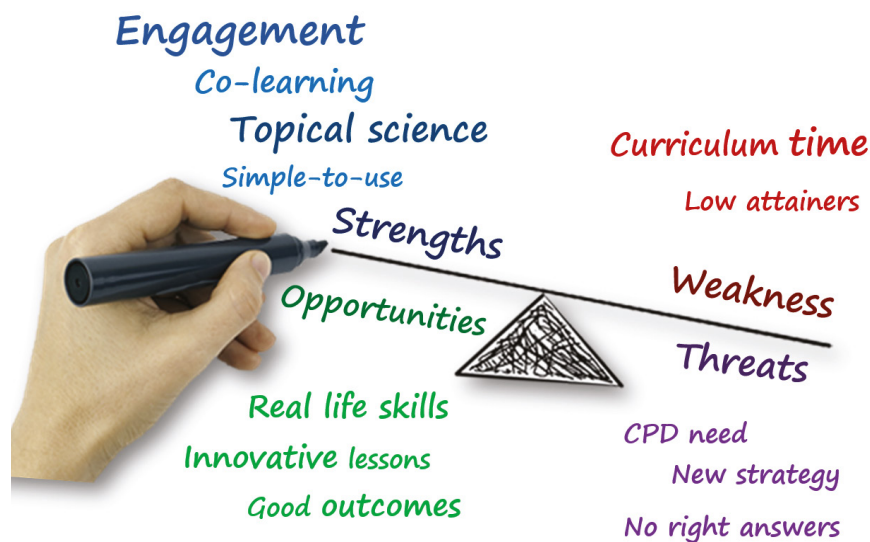 Engagement
Co-learning
Topical science
Simple-to-use
Strengths
Opportunities
Real life skills
Innovative lessons
Good outcomes
Curriculum time
Low attainers
Weakness
Threats
CPD need
New strategy
No right answers